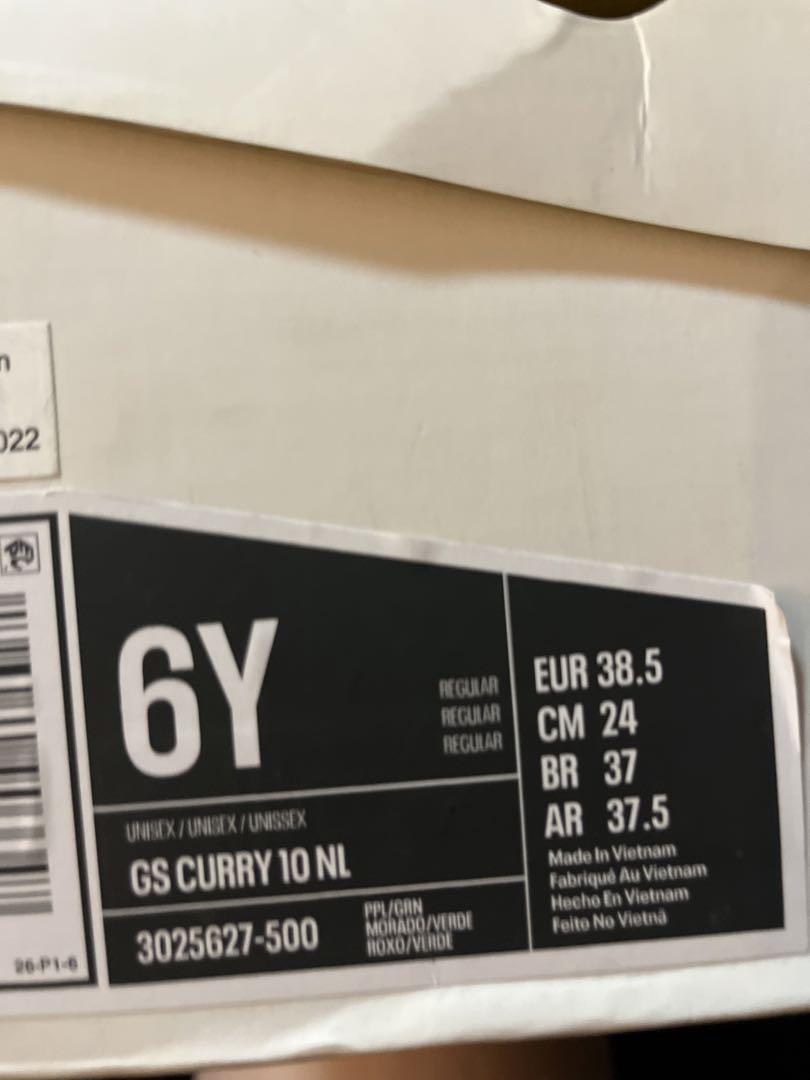 n
022
6Y
REGULAR
REGULAR
REGULAR
UNISEX / UNISEX / UNISSEX
GS CURRY 10 NL
3025627-500
PPL/GRN
MORADO/VERDE
ROXO/VERDE
EUR 38.5
CM 24
BR 37
AR 37.5
Made In Vietnam
Fabriqué Au Vietnam
Hecho En Vietnam
Feito No Vietnã
26-P1-6